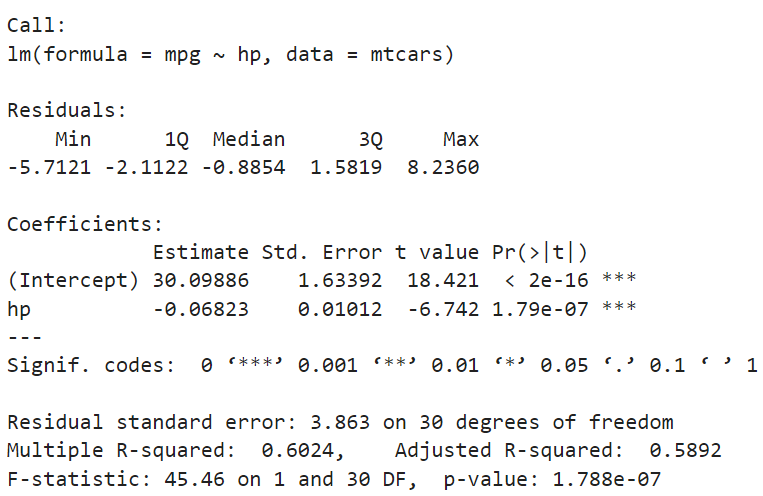 Call:
lm(formula = mpg ~ hp, data = mtcars)
Residuals:
    Min      1Q  Median      3Q     Max
-5.7121 -2.1122 -0.8854  1.5819  8.2360
Coefficients:
            Estimate Std. Error t value Pr(>|t|)
(Intercept) 30.09886    1.63392  18.421  < 2e-16 ***
hp          -0.06823    0.01012  -6.742 1.79e-07 ***
---
Signif. codes:  0 ‘***’ 0.001 ‘**’ 0.01 ‘*’ 0.05 ‘.’ 0.1 ‘ ’ 1
Residual standard error: 3.863 on 30 degrees of freedom
Multiple R-squared:  0.6024,    Adjusted R-squared:  0.5892
F-statistic: 45.46 on 1 and 30 DF,  p-value: 1.788e-07